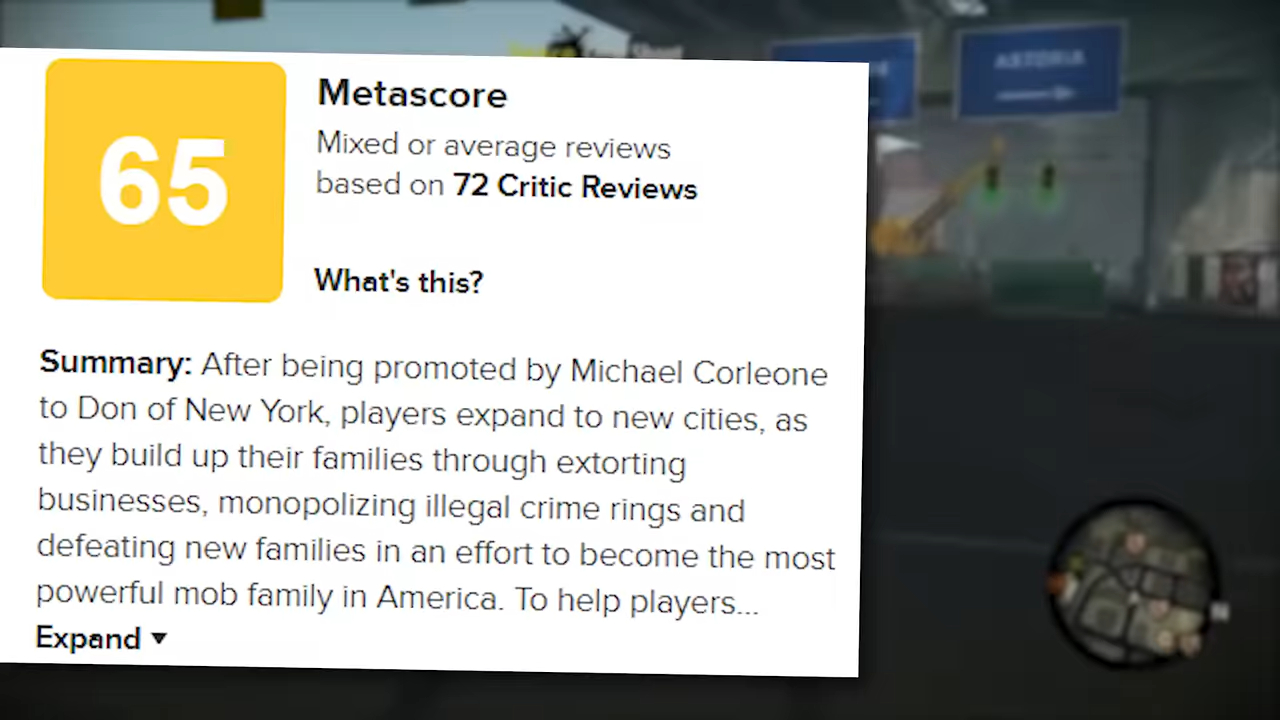 ASTORIA
65
Metascore
Mixed or average reviews
based on 72 Critic Reviews
What's this?
Summary: After being promoted by Michael Corleone
to Don of New York, players expand to new cities, as
they build up their families through extorting
businesses, monopolizing illegal crime rings and
defeating new families in an effort to become the most
powerful mob family in America. To help players...
Expand ▼